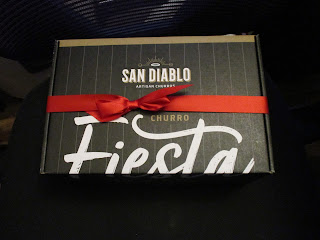 SAN DIABLO
ARTISAN CHURROS
CHURRO
Fiesta